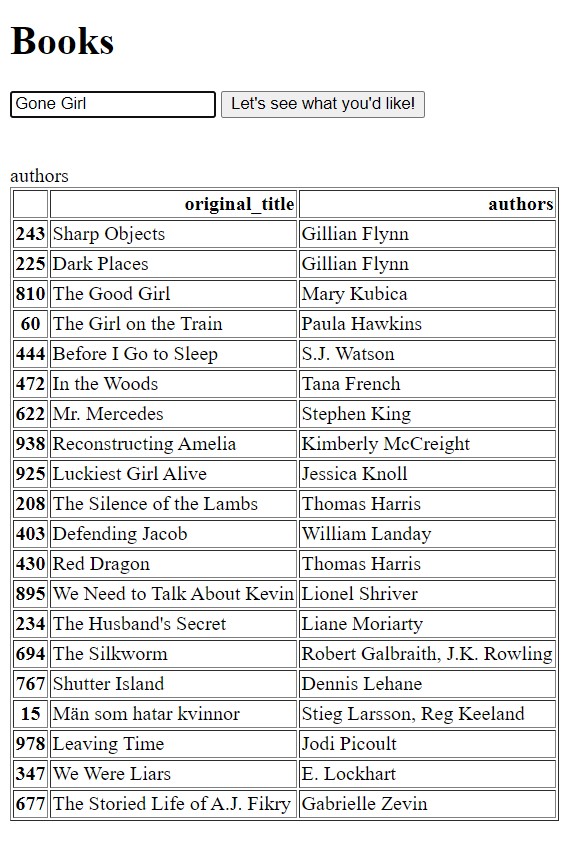 Books
Gone Girl Let's see what you'd like!
authors
original_title authors
243 Sharp Objects Gillian Flynn
225 Dark Places Gillian Flynn
810 The Good Girl Mary Kubica
60 The Girl on the Train Paula Hawkins
444 Before I Go to Sleep S.J. Watson
472 In the Woods Tana French
622 Mr. Mercedes Stephen King
938 Reconstructing Amelia Kimberly McCreight
925 Luckiest Girl Alive Jessica Knoll
208 The Silence of the Lambs Thomas Harris
403 Defending Jacob William Landay
430 Red Dragon Thomas Harris
895 We Need to Talk About Kevin Lionel Shriver
234 The Husband's Secret Liane Moriarty
694 The Silkworm Robert Galbraith, J.K. Rowling
767 Shutter Island Dennis Lehane
15 Män som hatar kvinnor Stieg Larsson, Reg Keeland
978 Leaving Time Jodi Picoult
347 We Were Liars E. Lockhart
677 The Storied Life of A.J. Fikry Gabrielle Zevin